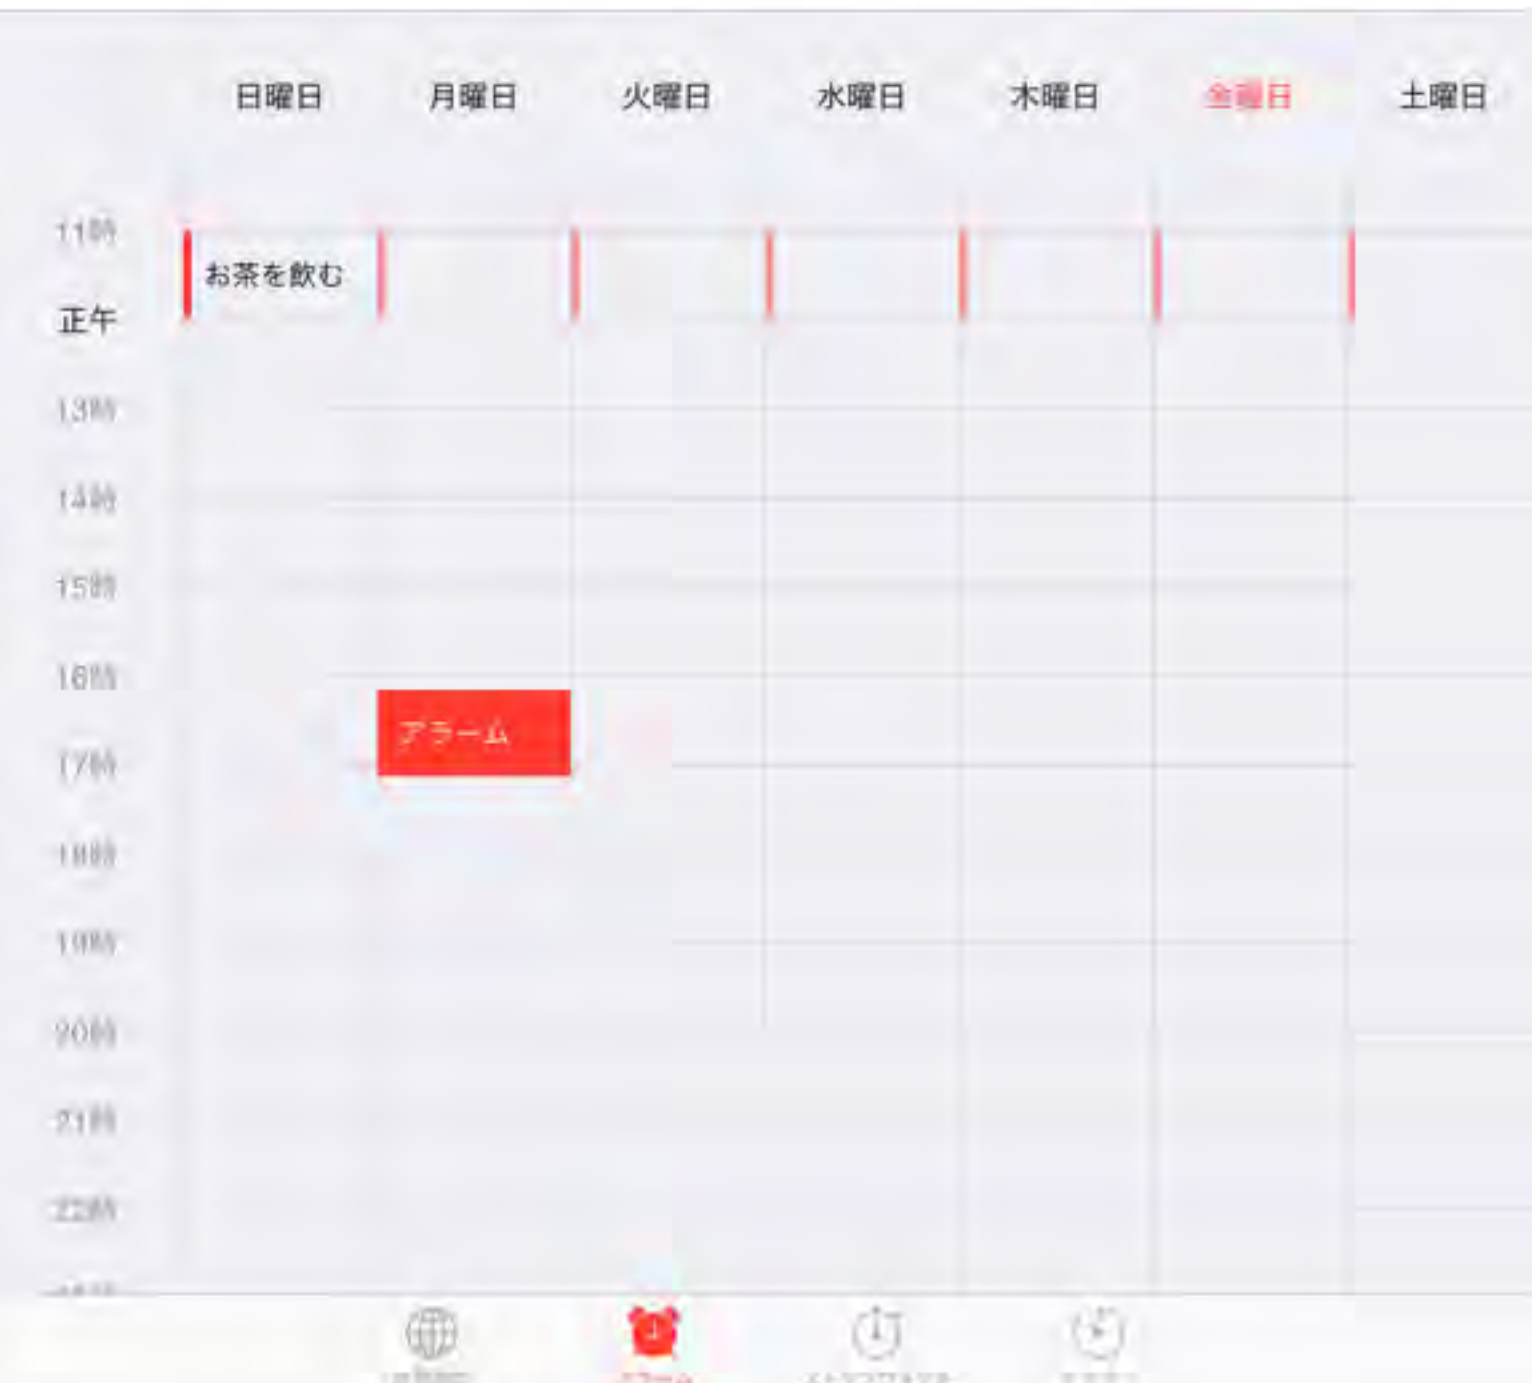 日曜日 月曜日 火曜日 水曜日 木曜日 金曜日 土曜日
11時
お茶を飲む
正午
13時
14時
15時
16時
アラーム
17時
18時
19時
20時
21時
22時